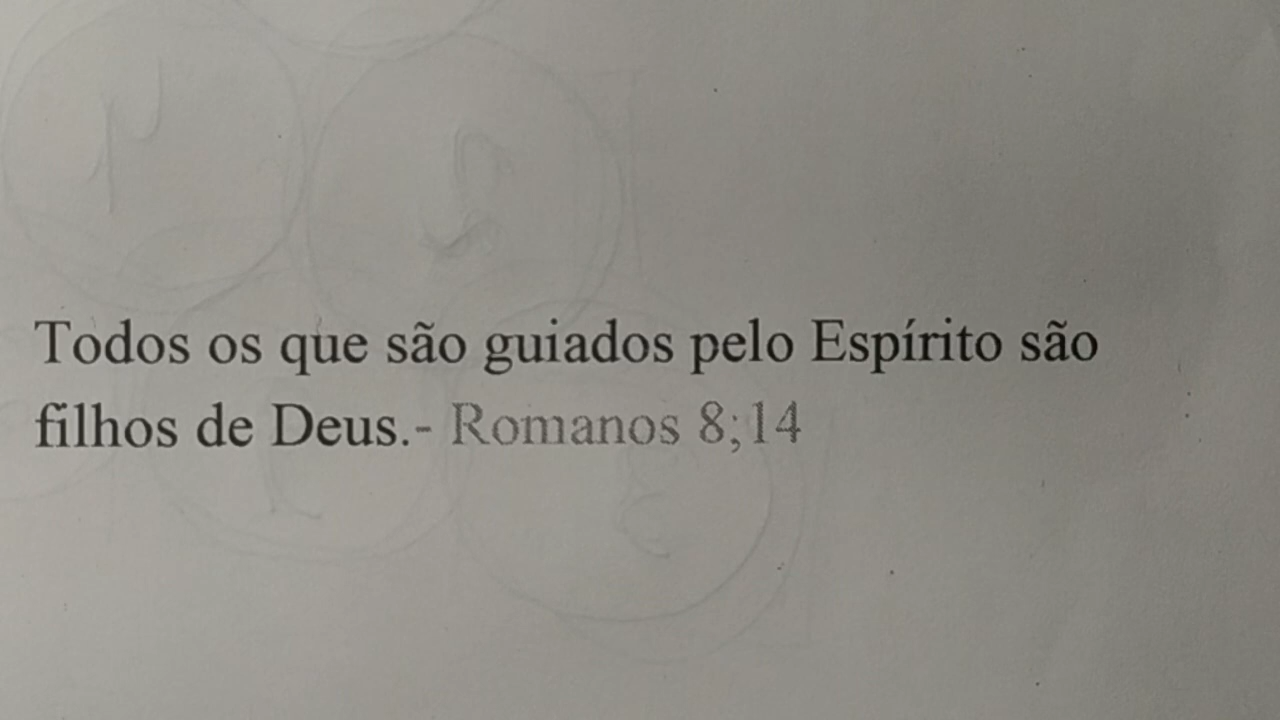 Todos os que são guiados pelo Espírito são
filhos de Deus.- Romanos 8;14